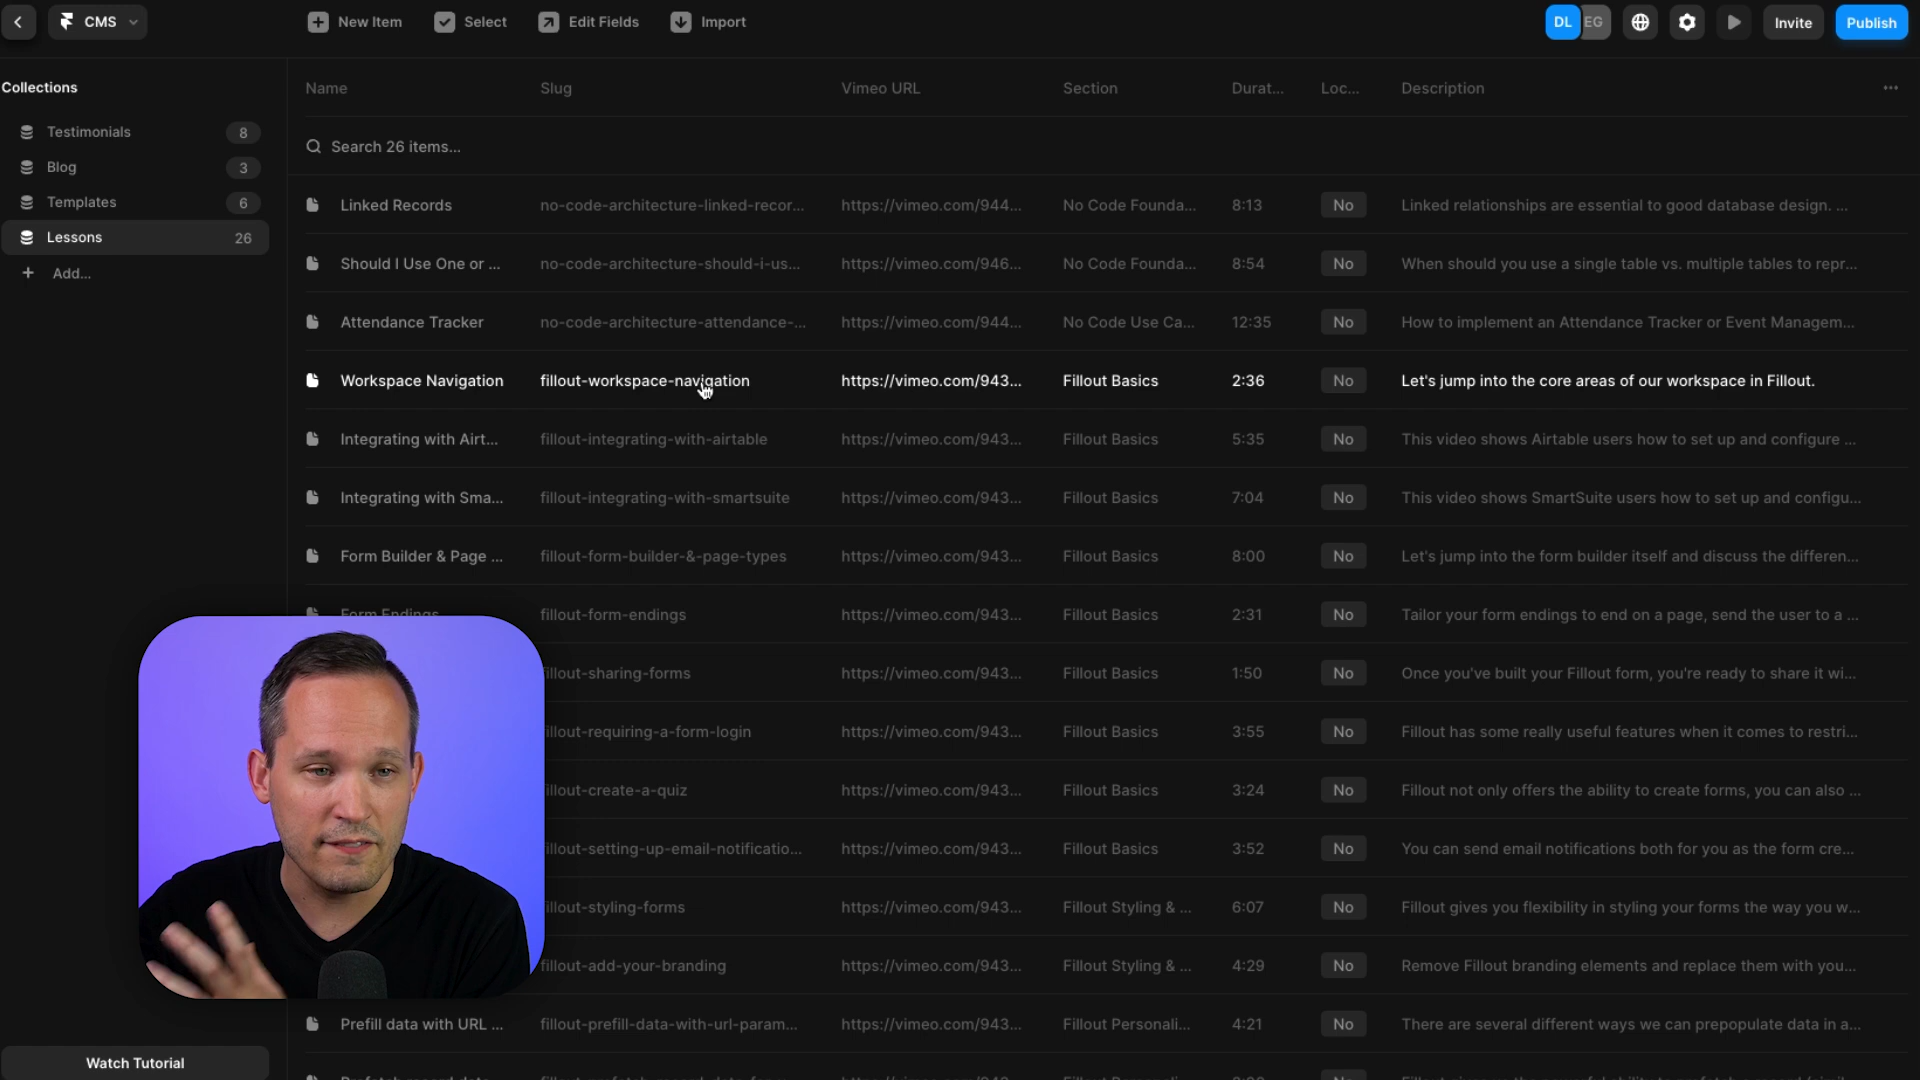 CMS
New Item
Select
Edit Fields
Import
DL
EG
Invite
Publish
Collections
Testimonials 8
Blog 3
Templates 6
Lessons 26
Add...
Name Slug Vimeo URL Section Durat... Loc... Description
Search 26 items...
Linked Records no-code-architecture-linked-recor... https://vimeo.com/944... No Code Founda... 8:13 No Linked relationships are essential to good database design. ...
Should I Use One or ... no-code-architecture-should-i-us... https://vimeo.com/946... No Code Founda... 8:54 No When should you use a single table vs. multiple tables to repr...
Attendance Tracker no-code-architecture-attendance-... https://vimeo.com/944... No Code Use Ca... 12:35 No How to implement an Attendance Tracker or Event Managem...
Workspace Navigation fillout-workspace-navigation https://vimeo.com/943... Fillout Basics 2:36 No Let's jump into the core areas of our workspace in Fillout.
Integrating with Airt... fillout-integrating-with-airtable https://vimeo.com/943... Fillout Basics 5:35 No This video shows Airtable users how to set up and configure ...
Integrating with Sma... fillout-integrating-with-smartsuite https://vimeo.com/943... Fillout Basics 7:04 No This video shows SmartSuite users how to set up and configu...
Form Builder & Page ... fillout-form-builder-&-page-types https://vimeo.com/943... Fillout Basics 8:00 No Let's jump into the form builder itself and discuss the differen...
Form Endings fillout-form-endings https://vimeo.com/943... Fillout Basics 2:31 No Tailor your form endings to end on a page, send the user to a ...
fillout-sharing-forms https://vimeo.com/943... Fillout Basics 1:50 No Once you've built your Fillout form, you're ready to share it wi...
fillout-requiring-a-form-login https://vimeo.com/943... Fillout Basics 3:55 No Fillout has some really useful features when it comes to restri...
fillout-create-a-quiz https://vimeo.com/943... Fillout Basics 3:24 No Fillout not only offers the ability to create forms, you can also ...
fillout-setting-up-email-notificatio... https://vimeo.com/943... Fillout Basics 3:52 No You can send email notifications both for you as the form cre...
fillout-styling-forms https://vimeo.com/943... Fillout Styling & ... 6:07 No Fillout gives you flexibility in styling your forms the way you w...
fillout-add-your-branding https://vimeo.com/943... Fillout Styling & ... 4:29 No Remove Fillout branding elements and replace them with you...
Prefill data with URL ... fillout-prefill-data-with-url-param... https://vimeo.com/943... Fillout Personali... 4:21 No There are several different ways we can prepopulate data in a...
Watch Tutorial